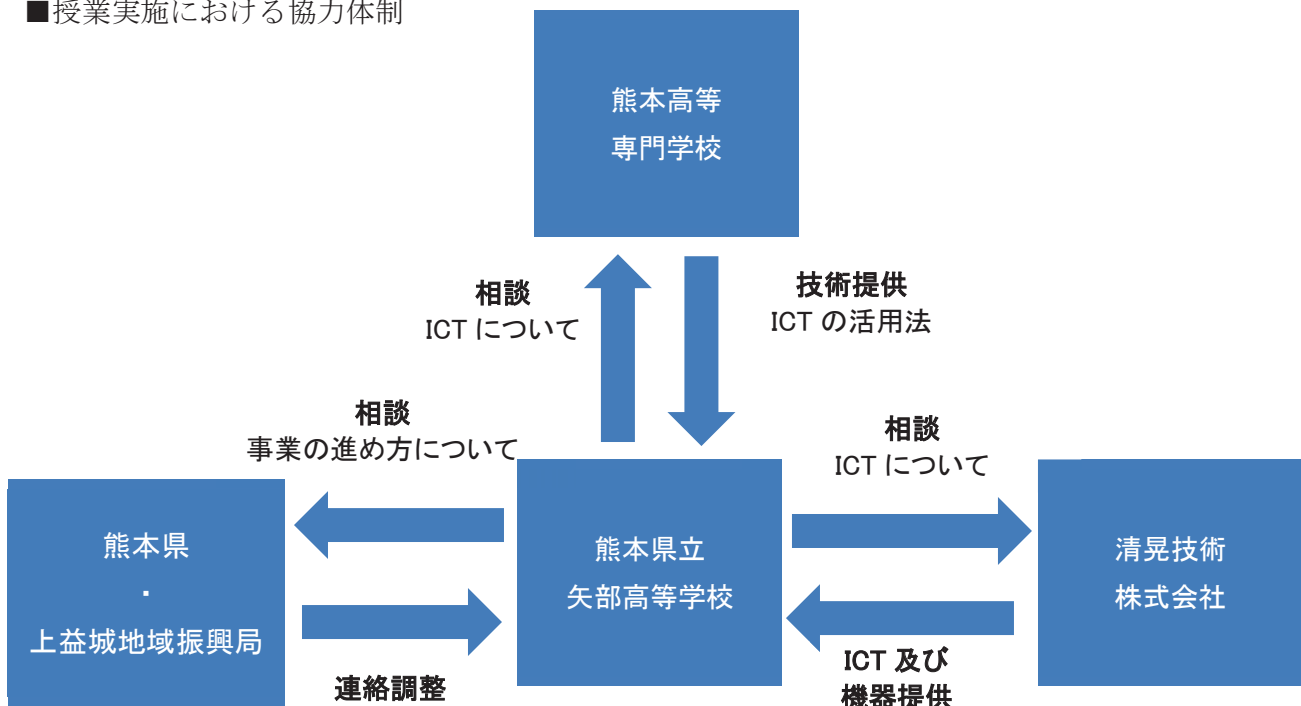 ■授業実施における協力体制
熊本高等
専門学校
相談
ICT について
技術提供
ICT の活用法
相談
事業の進め方について
相談
ICT について
熊本県
・
上益城地域振興局
熊本県立
矢部高等学校
清晃技術
株式会社
連絡調整
ICT 及び
機器提供